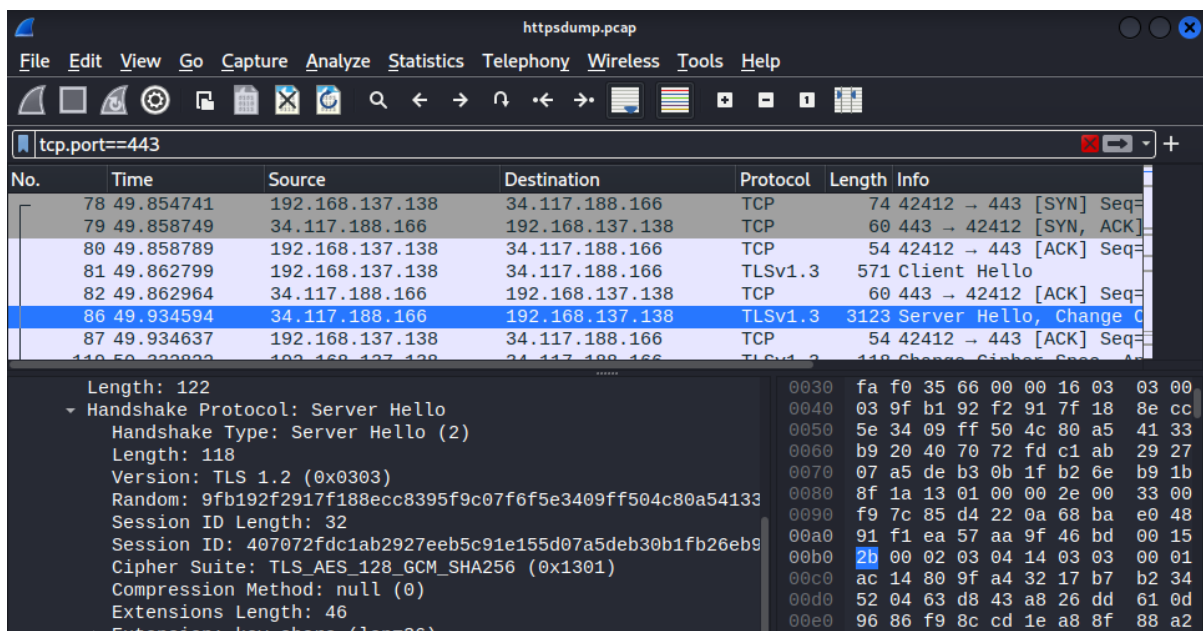 httpsdump.pcap
File Edit View Go Capture Analyze Statistics Telephony Wireless Tools Help
tcp.port==443
No. Time Source Destination Protocol Length Info
78 49.854741 192.168.137.138 34.117.188.166 TCP 74 42412 → 443 [SYN] Seq=
79 49.858749 34.117.188.166 192.168.137.138 TCP 60 443 → 42412 [SYN, ACK]
80 49.858789 192.168.137.138 34.117.188.166 TCP 54 42412 → 443 [ACK] Seq=
81 49.862799 192.168.137.138 34.117.188.166 TLSv1.3 571 Client Hello
82 49.862964 34.117.188.166 192.168.137.138 TCP 60 443 → 42412 [ACK] Seq=
86 49.934594 34.117.188.166 192.168.137.138 TLSv1.3 3123 Server Hello, Change C
87 49.934637 192.168.137.138 34.117.188.166 TCP 54 42412 → 443 [ACK] Seq=
Length: 122
Handshake Protocol: Server Hello
Handshake Type: Server Hello (2)
Length: 118
Version: TLS 1.2 (0x0303)
Random: 9fb192f2917f188ecc8395f9c07f6f5e3409ff504c80a54133
Session ID Length: 32
Session ID: 407072fdc1ab2927eeb5c91e155d07a5deb30b1fb26eb9
Cipher Suite: TLS_AES_128_GCM_SHA256 (0x1301)
Compression Method: null (0)
Extensions Length: 46
0030 fa f0 35 66 00 00 16 03 03 00
0040 03 9f b1 92 f2 91 7f 18 8e cc
0050 5e 34 09 ff 50 4c 80 a5 41 33
0060 b9 20 40 70 72 fd c1 ab 29 27
0070 07 a5 de b3 0b 1f b2 6e b9 1b
0080 8f 1a 13 01 00 00 2e 00 33 00
0090 f9 7c 85 d4 22 0a 68 ba e0 48
00a0 91 f1 ea 57 aa 9f 46 bd 00 15
00b0 2b 00 02 03 04 14 03 03 00 01
00c0 ac 14 80 9f a4 32 17 b7 b2 34
00d0 52 04 63 d8 43 a8 26 dd 61 0d
00e0 96 86 f9 8c cd 1e a8 8f 88 a2